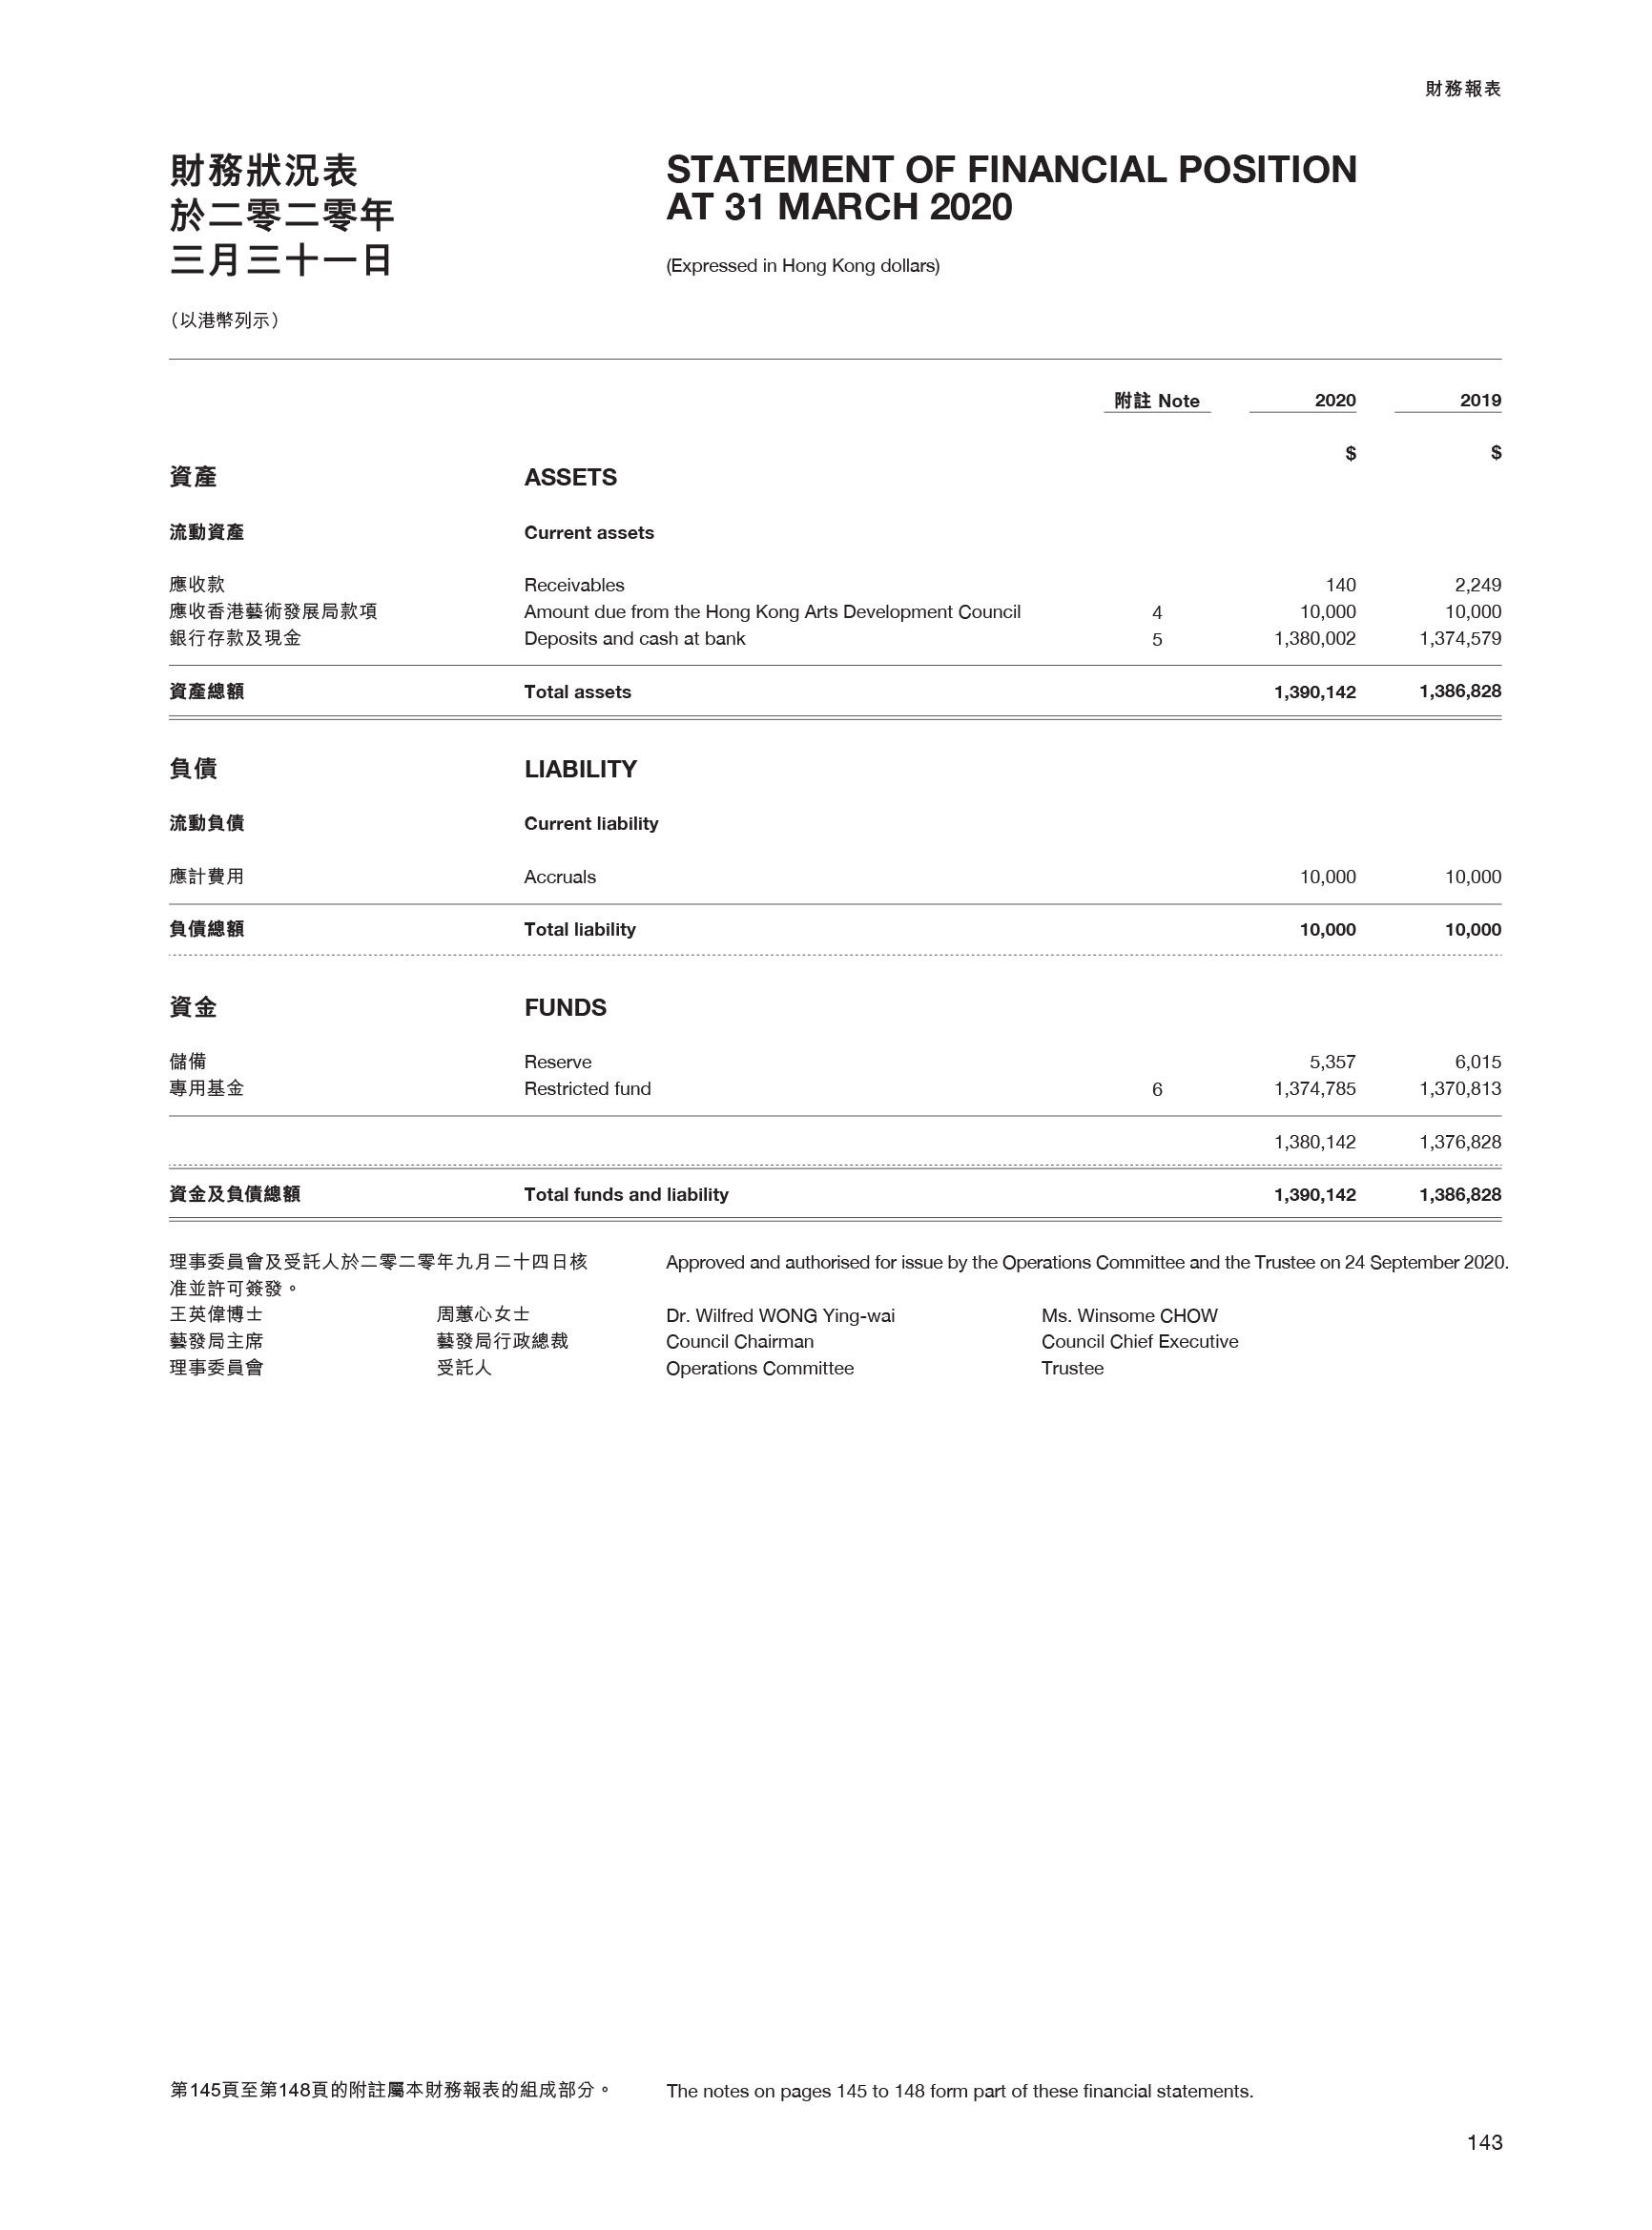 財務報表
財務狀況表
於二零二零年
三月三十一日
（以港幣列示）
STATEMENT OF FINANCIAL POSITION
AT 31 MARCH 2020
(Expressed in Hong Kong dollars)
附註 Note 2020 2019
$ $
資產 ASSETS
流動資產 Current assets
應收款 Receivables 140 2,249
應收香港藝術發展局款項 Amount due from the Hong Kong Arts Development Council 4 10,000 10,000
銀行存款及現金 Deposits and cash at bank 5 1,380,002 1,374,579
資產總額 Total assets 1,390,142 1,386,828
負債 LIABILITY
流動負債 Current liability
應計費用 Accruals 10,000 10,000
負債總額 Total liability 10,000 10,000
資金 FUNDS
儲備 Reserve 5,357 6,015
專用基金 Restricted fund 6 1,374,785 1,370,813
1,380,142 1,376,828
資金及負債總額 Total funds and liability 1,390,142 1,386,828
理事委員會及受託人於二零二零年九月二十四日核
准並許可簽發。
王英偉博士 周蕙心女士
藝發局主席 藝發局行政總裁
理事委員會 受託人
Approved and authorised for issue by the Operations Committee and the Trustee on 24 September 2020.
Dr. Wilfred WONG Ying-wai Ms. Winsome CHOW
Council Chairman Council Chief Executive
Operations Committee Trustee
第145頁至第148頁的附註屬本財務報表的組成部分。
The notes on pages 145 to 148 form part of these financial statements.
143